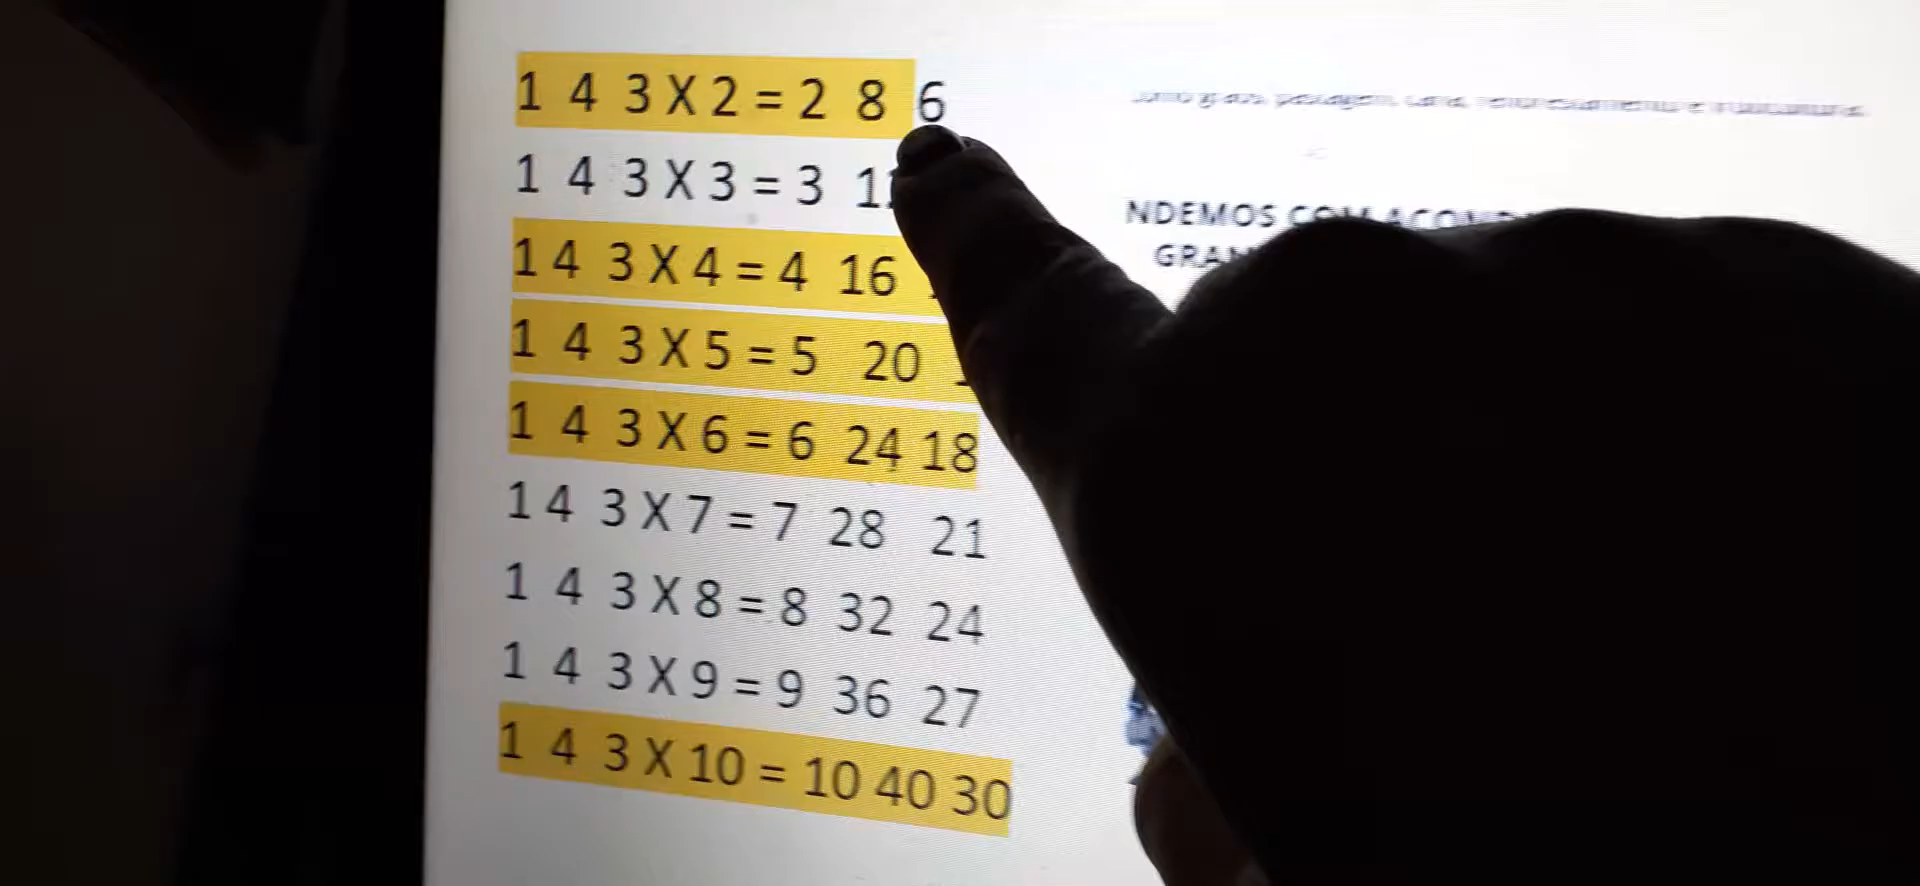 1 4 3 X 2 = 2 8 6
1 4 3 X 3 = 3
1 4 3 X 4 = 4 16
1 4 3 X 5 = 5 20
1 4 3 X 6 = 6 24 18
1 4 3 X 7 = 7 28 21
1 4 3 X 8 = 8 32 24
1 4 3 X 9 = 9 36 27
1 4 3 X 10 = 10 40 30
NDEMOS COM